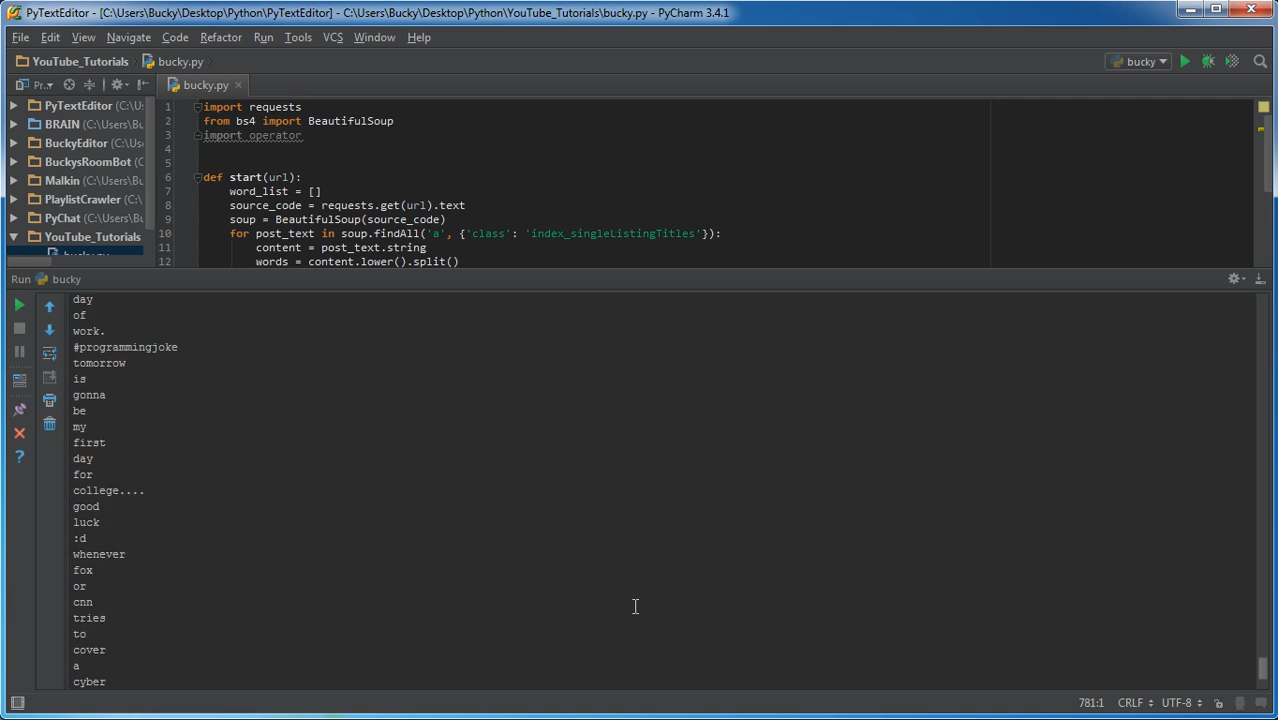 PyTextEditor - [C:\Users\Bucky\Desktop\Python\PyTextEditor] - C:\Users\Bucky\Desktop\Python\YouTube_Tutorials\bucky.py - PyCharm 3.4.1
File Edit View Navigate Code Refactor Run Tools VCS Window Help
YouTube_Tutorials bucky.py bucky
Pr.. bucky.py
PyTextEditor (C:\U:
BRAIN (C:\Users\Bu
BuckyEditor (C:\Us
BuckysRoomBot (C
Malkin (C:\Users\Bu
PlaylistCrawler (C:\
PyChat (C:\Users\B
YouTube_Tutorials
bucky.py
1 import requests
2 from bs4 import BeautifulSoup
3 import operator
4
5
6 def start(url):
7 word_list = []
8 source_code = requests.get(url).text
9 soup = BeautifulSoup(source_code)
10 for post_text in soup.findAll('a', {'class': 'index_singleListingTitles'}):
11 content = post_text.string
12 words = content.lower().split()
Run bucky
day
of
work.
#programmingjoke
tomorrow
is
gonna
be
my
first
day
for
college....
good
luck
:d
whenever
fox
or
cnn
tries
to
cover
a
cyber
781:1 CRLF UTF-8